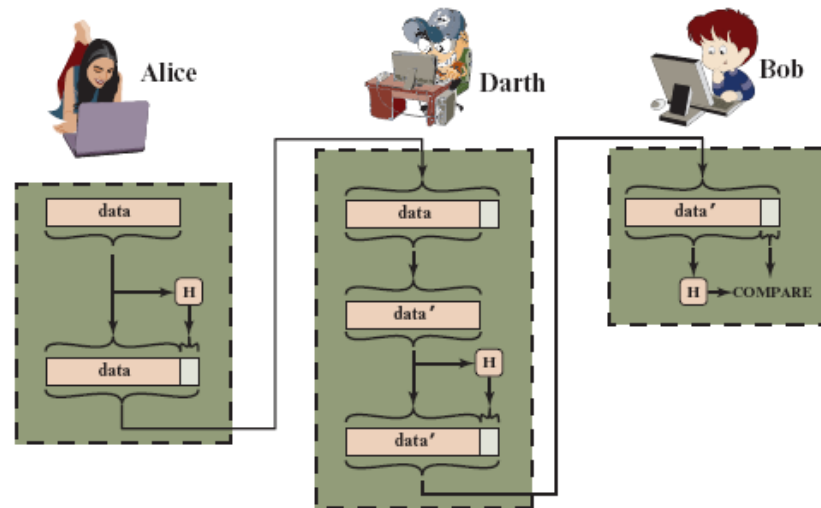 Alice
Darth
Bob
data
H
data
data
data′
H
data′
data′
H
COMPARE